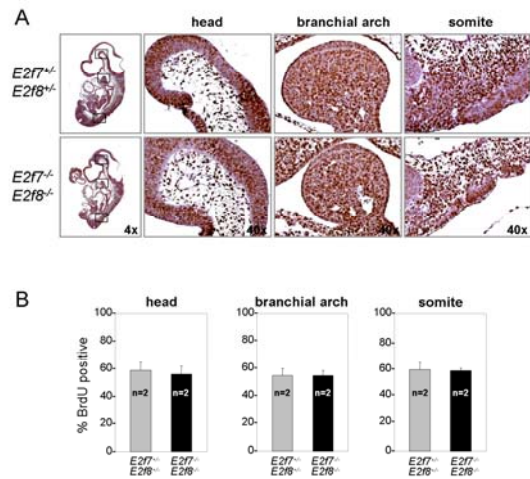 A
head branchial arch somite
E2f7+/-
E2f8+/-
E2f7-/-
E2f8-/-
4x 40x 40x 40x
B
head branchial arch somite
% BrdU positive
100 100 100
80 80 80
60 60 60
40 40 40
20 20 20
0 0 0
n=2 n=2 n=2 n=2 n=2 n=2
E2f7+/- E2f7-/- E2f7+/- E2f7-/- E2f7+/- E2f7-/-
E2f8+/- E2f8-/- E2f8+/- E2f8-/- E2f8+/- E2f8-/-